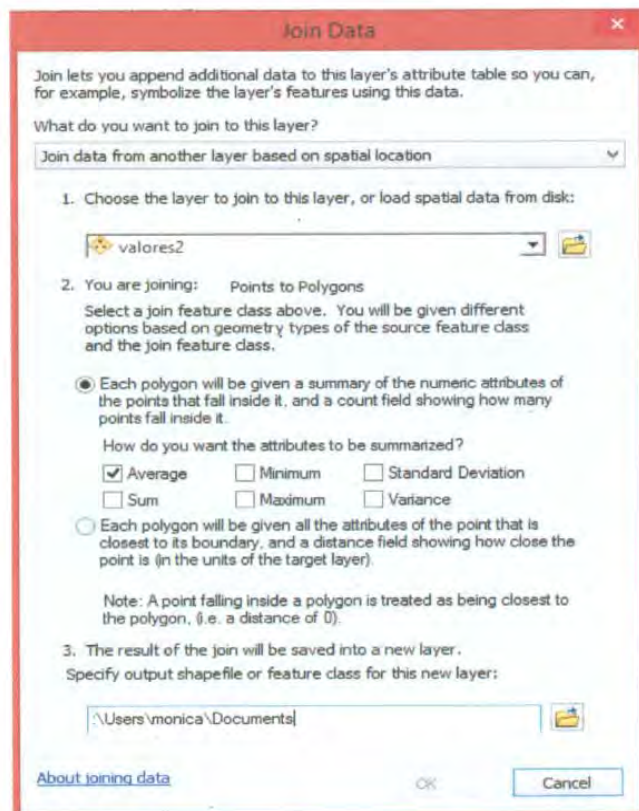 Join Data
×
Join lets you append additional data to this layer's attribute table so you can,
for example, symbolize the layer's features using this data.
What do you want to join to this layer?
Join data from another layer based on spatial location
1. Choose the layer to join to this layer, or load spatial data from disk:
valores2
2. You are joining: Points to Polygons
Select a join feature class above. You will be given different
options based on geometry types of the source feature class
and the join feature class.
Each polygon will be given a summary of the numeric attributes of
the points that fall inside it, and a count field showing how many
points fall inside it.
How do you want the attributes to be summarized?
Average Minimum Standard Deviation
Sum Maximum Variance
Each polygon will be given all the attributes of the point that is
closest to its boundary, and a distance field showing how close the
point is (in the units of the target layer).
Note: A point falling inside a polygon is treated as being closest to
the polygon, (i.e. a distance of 0).
3. The result of the join will be saved into a new layer.
Specify output shapefile or feature class for this new layer:
:\Users\monica\Documents
About joining data OK Cancel